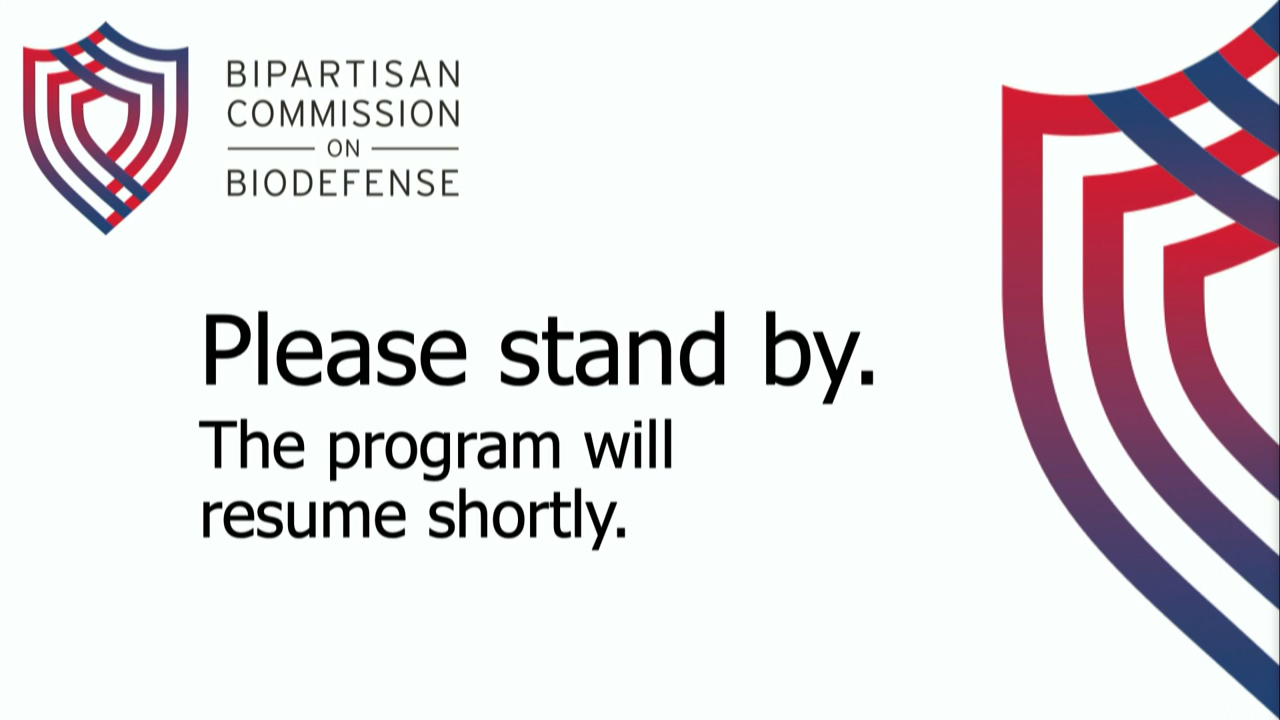 BIPARTISAN
COMMISSION
ON
BIODEFENSE
Please stand by.
The program will
resume shortly.